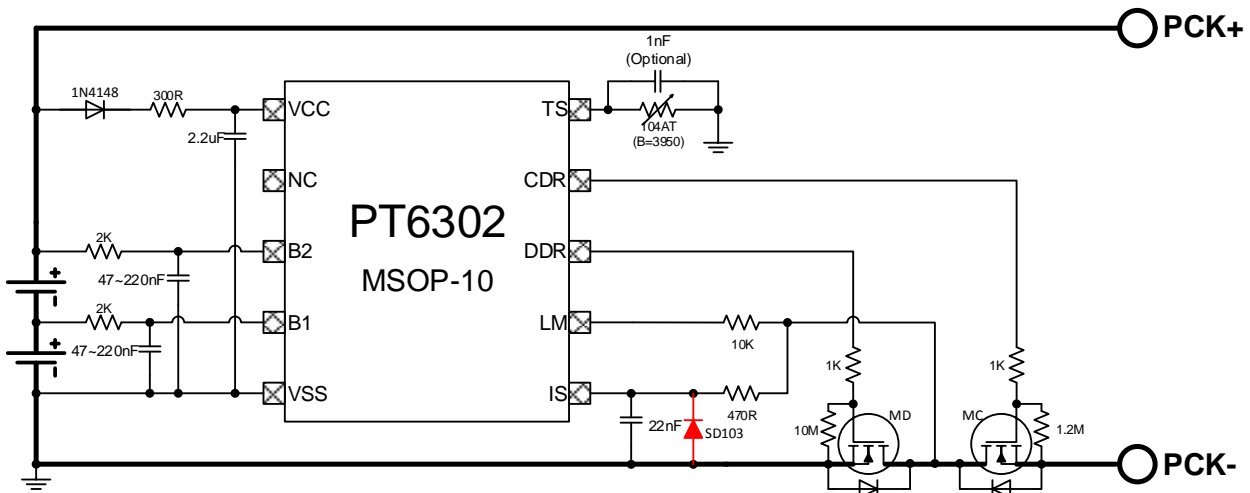 PCK+
1nF
(Optional)
1N4148
300R
VCC
TS
104AT
(B=3950)
2.2uF
NC
CDR
PT6302
MSOP-10
2K
B2
DDR
47~220nF
2K
B1
LM
10K
47~220nF
1K
1K
VSS
IS
470R
22nF
SD103
10M
MD
MC
1.2M
PCK-